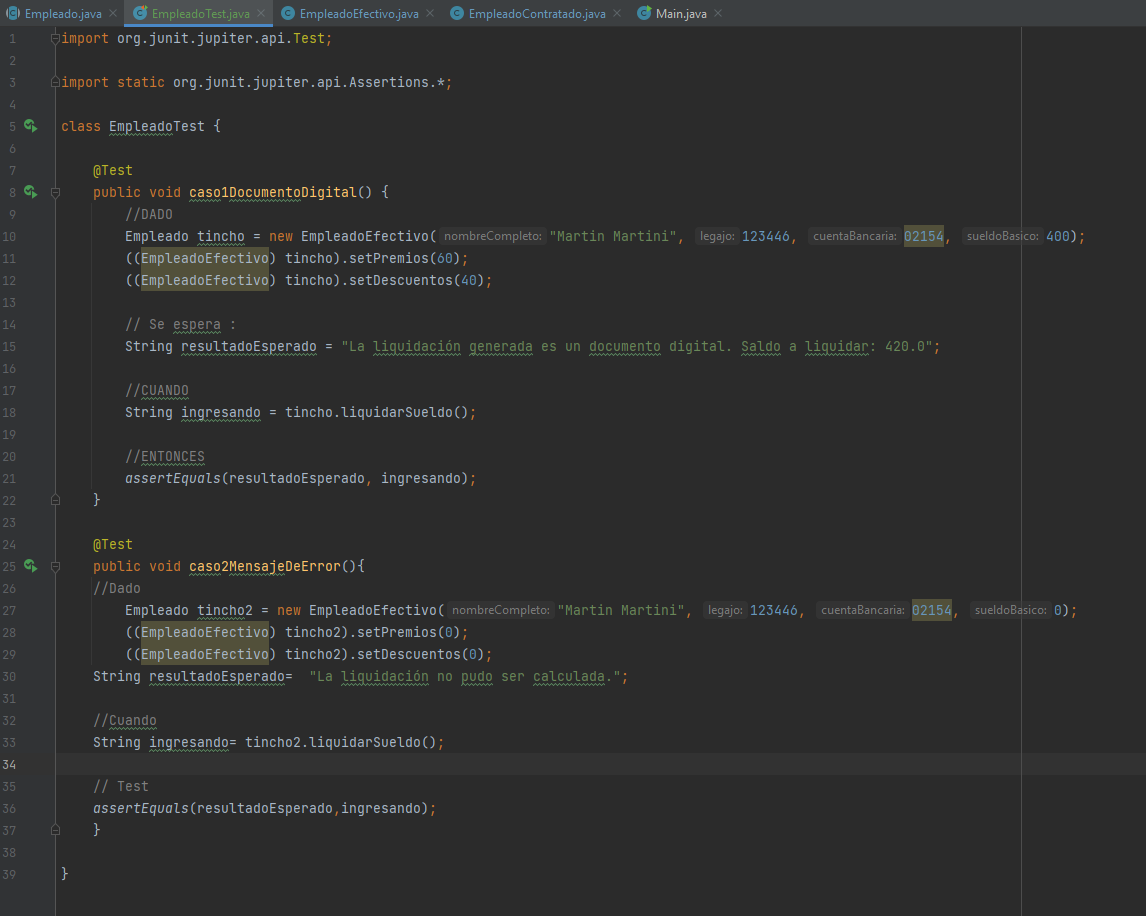 Empleado.java EmpleadoTest.java EmpleadoEfectivo.java EmpleadoContratado.java Main.java
1 import org.junit.jupiter.api.Test;
2
3 import static org.junit.jupiter.api.Assertions.*;
4
5 class EmpleadoTest {
6
7 @Test
8 public void caso1DocumentoDigital() {
9 //DADO
10 Empleado tincho = new EmpleadoEfectivo( nombreCompleto: "Martin Martini", legajo: 123446, cuentaBancaria: 02154, sueldoBasico: 400);
11 ((EmpleadoEfectivo) tincho).setPremios(60);
12 ((EmpleadoEfectivo) tincho).setDescuentos(40);
13
14 // Se espera :
15 String resultadoEsperado = "La liquidación generada es un documento digital. Saldo a liquidar: 420.0";
16
17 //CUANDO
18 String ingresando = tincho.liquidarSueldo();
19
20 //ENTONCES
21 assertEquals(resultadoEsperado, ingresando);
22 }
23
24 @Test
25 public void caso2MensajeDeError(){
26 //Dado
27 Empleado tincho2 = new EmpleadoEfectivo( nombreCompleto: "Martin Martini", legajo: 123446, cuentaBancaria: 02154, sueldoBasico: 0);
28 ((EmpleadoEfectivo) tincho2).setPremios(0);
29 ((EmpleadoEfectivo) tincho2).setDescuentos(0);
30 String resultadoEsperado= "La liquidación no pudo ser calculada.";
31
32 //Cuando
33 String ingresando= tincho2.liquidarSueldo();
34
35 // Test
36 assertEquals(resultadoEsperado,ingresando);
37 }
38
39 }